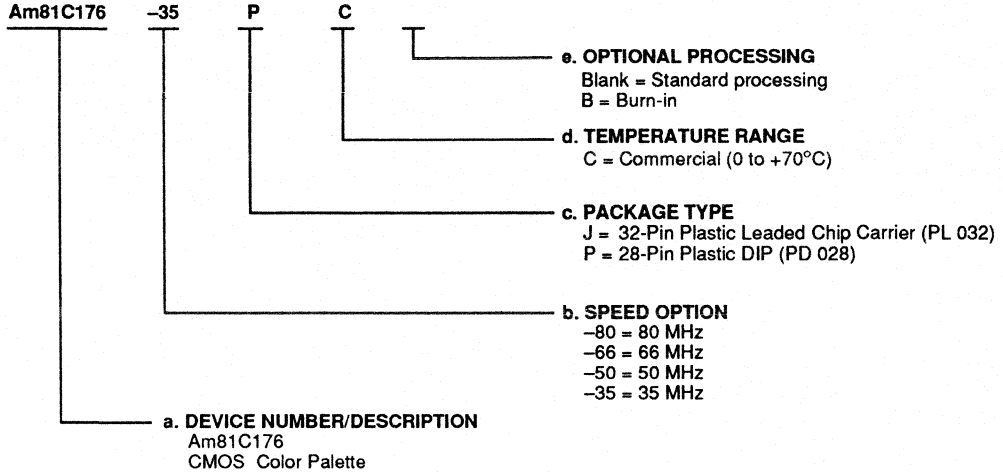 Am81C176 –35 P C
e. OPTIONAL PROCESSING
Blank = Standard processing
B = Burn-in
d. TEMPERATURE RANGE
C = Commercial (0 to +70°C)
c. PACKAGE TYPE
J = 32-Pin Plastic Leaded Chip Carrier (PL 032)
P = 28-Pin Plastic DIP (PD 028)
b. SPEED OPTION
–80 = 80 MHz
–66 = 66 MHz
–50 = 50 MHz
–35 = 35 MHz
a. DEVICE NUMBER/DESCRIPTION
Am81C176
CMOS Color Palette